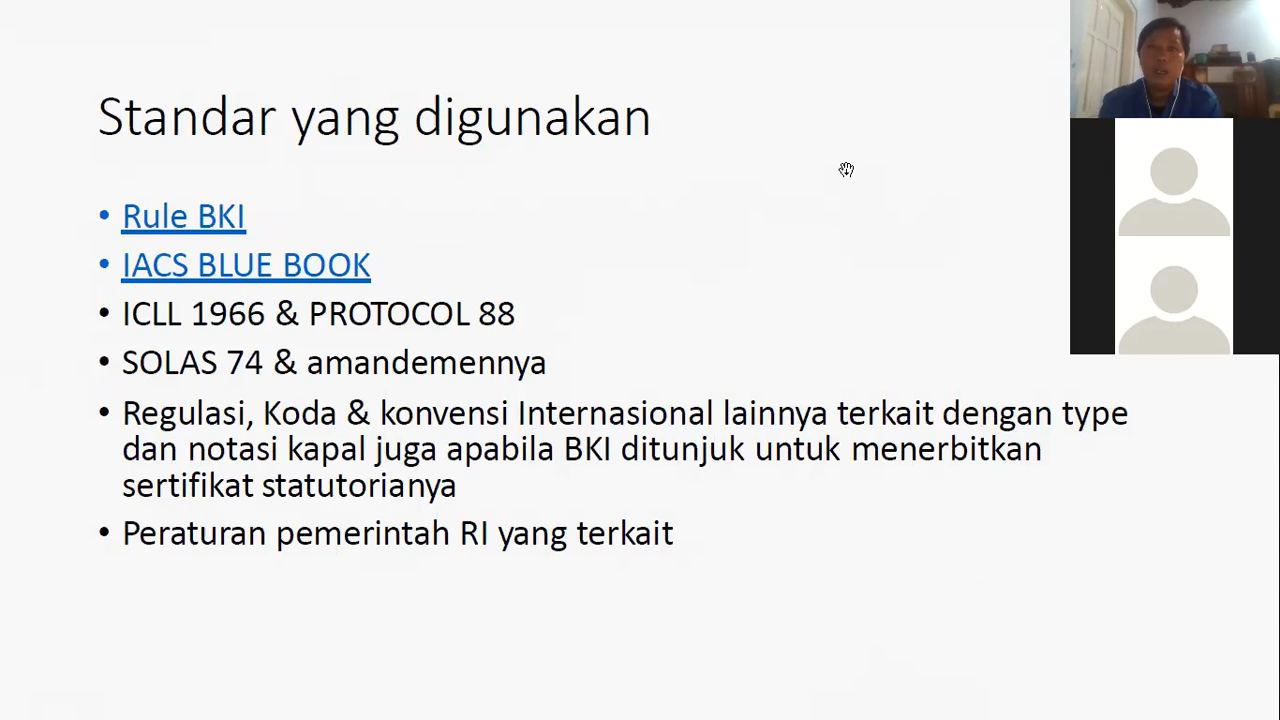 Standar yang digunakan
• Rule BKI
• IACS BLUE BOOK
• ICLL 1966 & PROTOCOL 88
• SOLAS 74 & amandemennya
• Regulasi, Koda & konvensi Internasional lainnya terkait dengan type
dan notasi kapal juga apabila BKI ditunjuk untuk menerbitkan
sertifikat statutorianya
• Peraturan pemerintah RI yang terkait